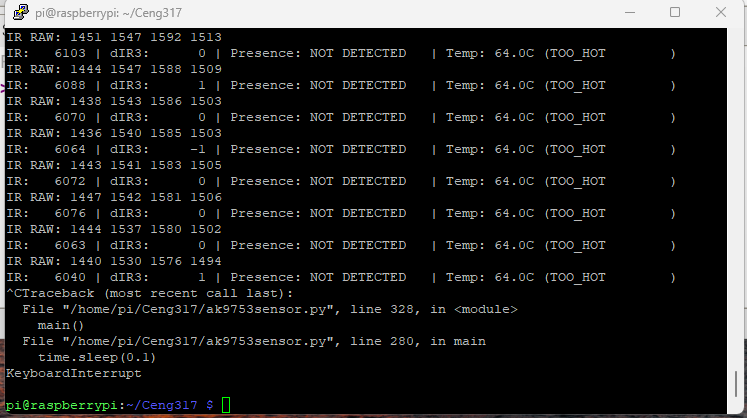 pi@raspberrypi: ~/Ceng317
IR RAW: 1451 1547 1592 1513
IR:   6103 | dIR3:      0 | Presence: NOT DETECTED   | Temp: 64.0C (TOO_HOT        )
IR RAW: 1444 1547 1588 1509
IR:   6088 | dIR3:      1 | Presence: NOT DETECTED   | Temp: 64.0C (TOO_HOT        )
IR RAW: 1438 1543 1586 1503
IR:   6070 | dIR3:      0 | Presence: NOT DETECTED   | Temp: 64.0C (TOO_HOT        )
IR RAW: 1436 1540 1585 1503
IR:   6064 | dIR3:     -1 | Presence: NOT DETECTED   | Temp: 64.0C (TOO_HOT        )
IR RAW: 1443 1541 1583 1505
IR:   6072 | dIR3:      0 | Presence: NOT DETECTED   | Temp: 64.0C (TOO_HOT        )
IR RAW: 1447 1542 1581 1506
IR:   6076 | dIR3:      0 | Presence: NOT DETECTED   | Temp: 64.0C (TOO_HOT        )
IR RAW: 1444 1537 1580 1502
IR:   6063 | dIR3:      0 | Presence: NOT DETECTED   | Temp: 64.0C (TOO_HOT        )
IR RAW: 1440 1530 1576 1494
IR:   6040 | dIR3:      1 | Presence: NOT DETECTED   | Temp: 64.0C (TOO_HOT        )
^CTraceback (most recent call last):
  File "/home/pi/Ceng317/ak9753sensor.py", line 328, in <module>
    main()
  File "/home/pi/Ceng317/ak9753sensor.py", line 280, in main
    time.sleep(0.1)
KeyboardInterrupt
pi@raspberrypi:~/Ceng317 $